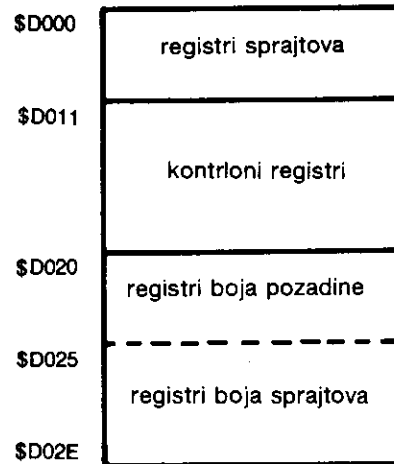 $D000
registri sprajtova
$D011
kontrloni registri
$D020
registri boja pozadine
$D025
registri boja sprajtova
$D02E